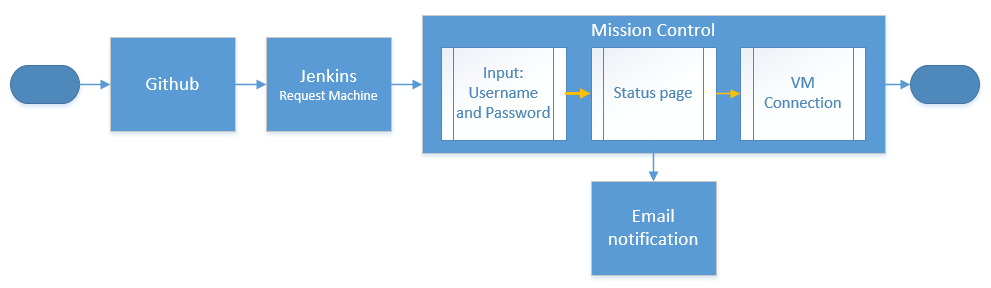 Mission Control
Github
Jenkins
Request Machine
Input:
Username
and Password
Status page
VM
Connection
Email
notification